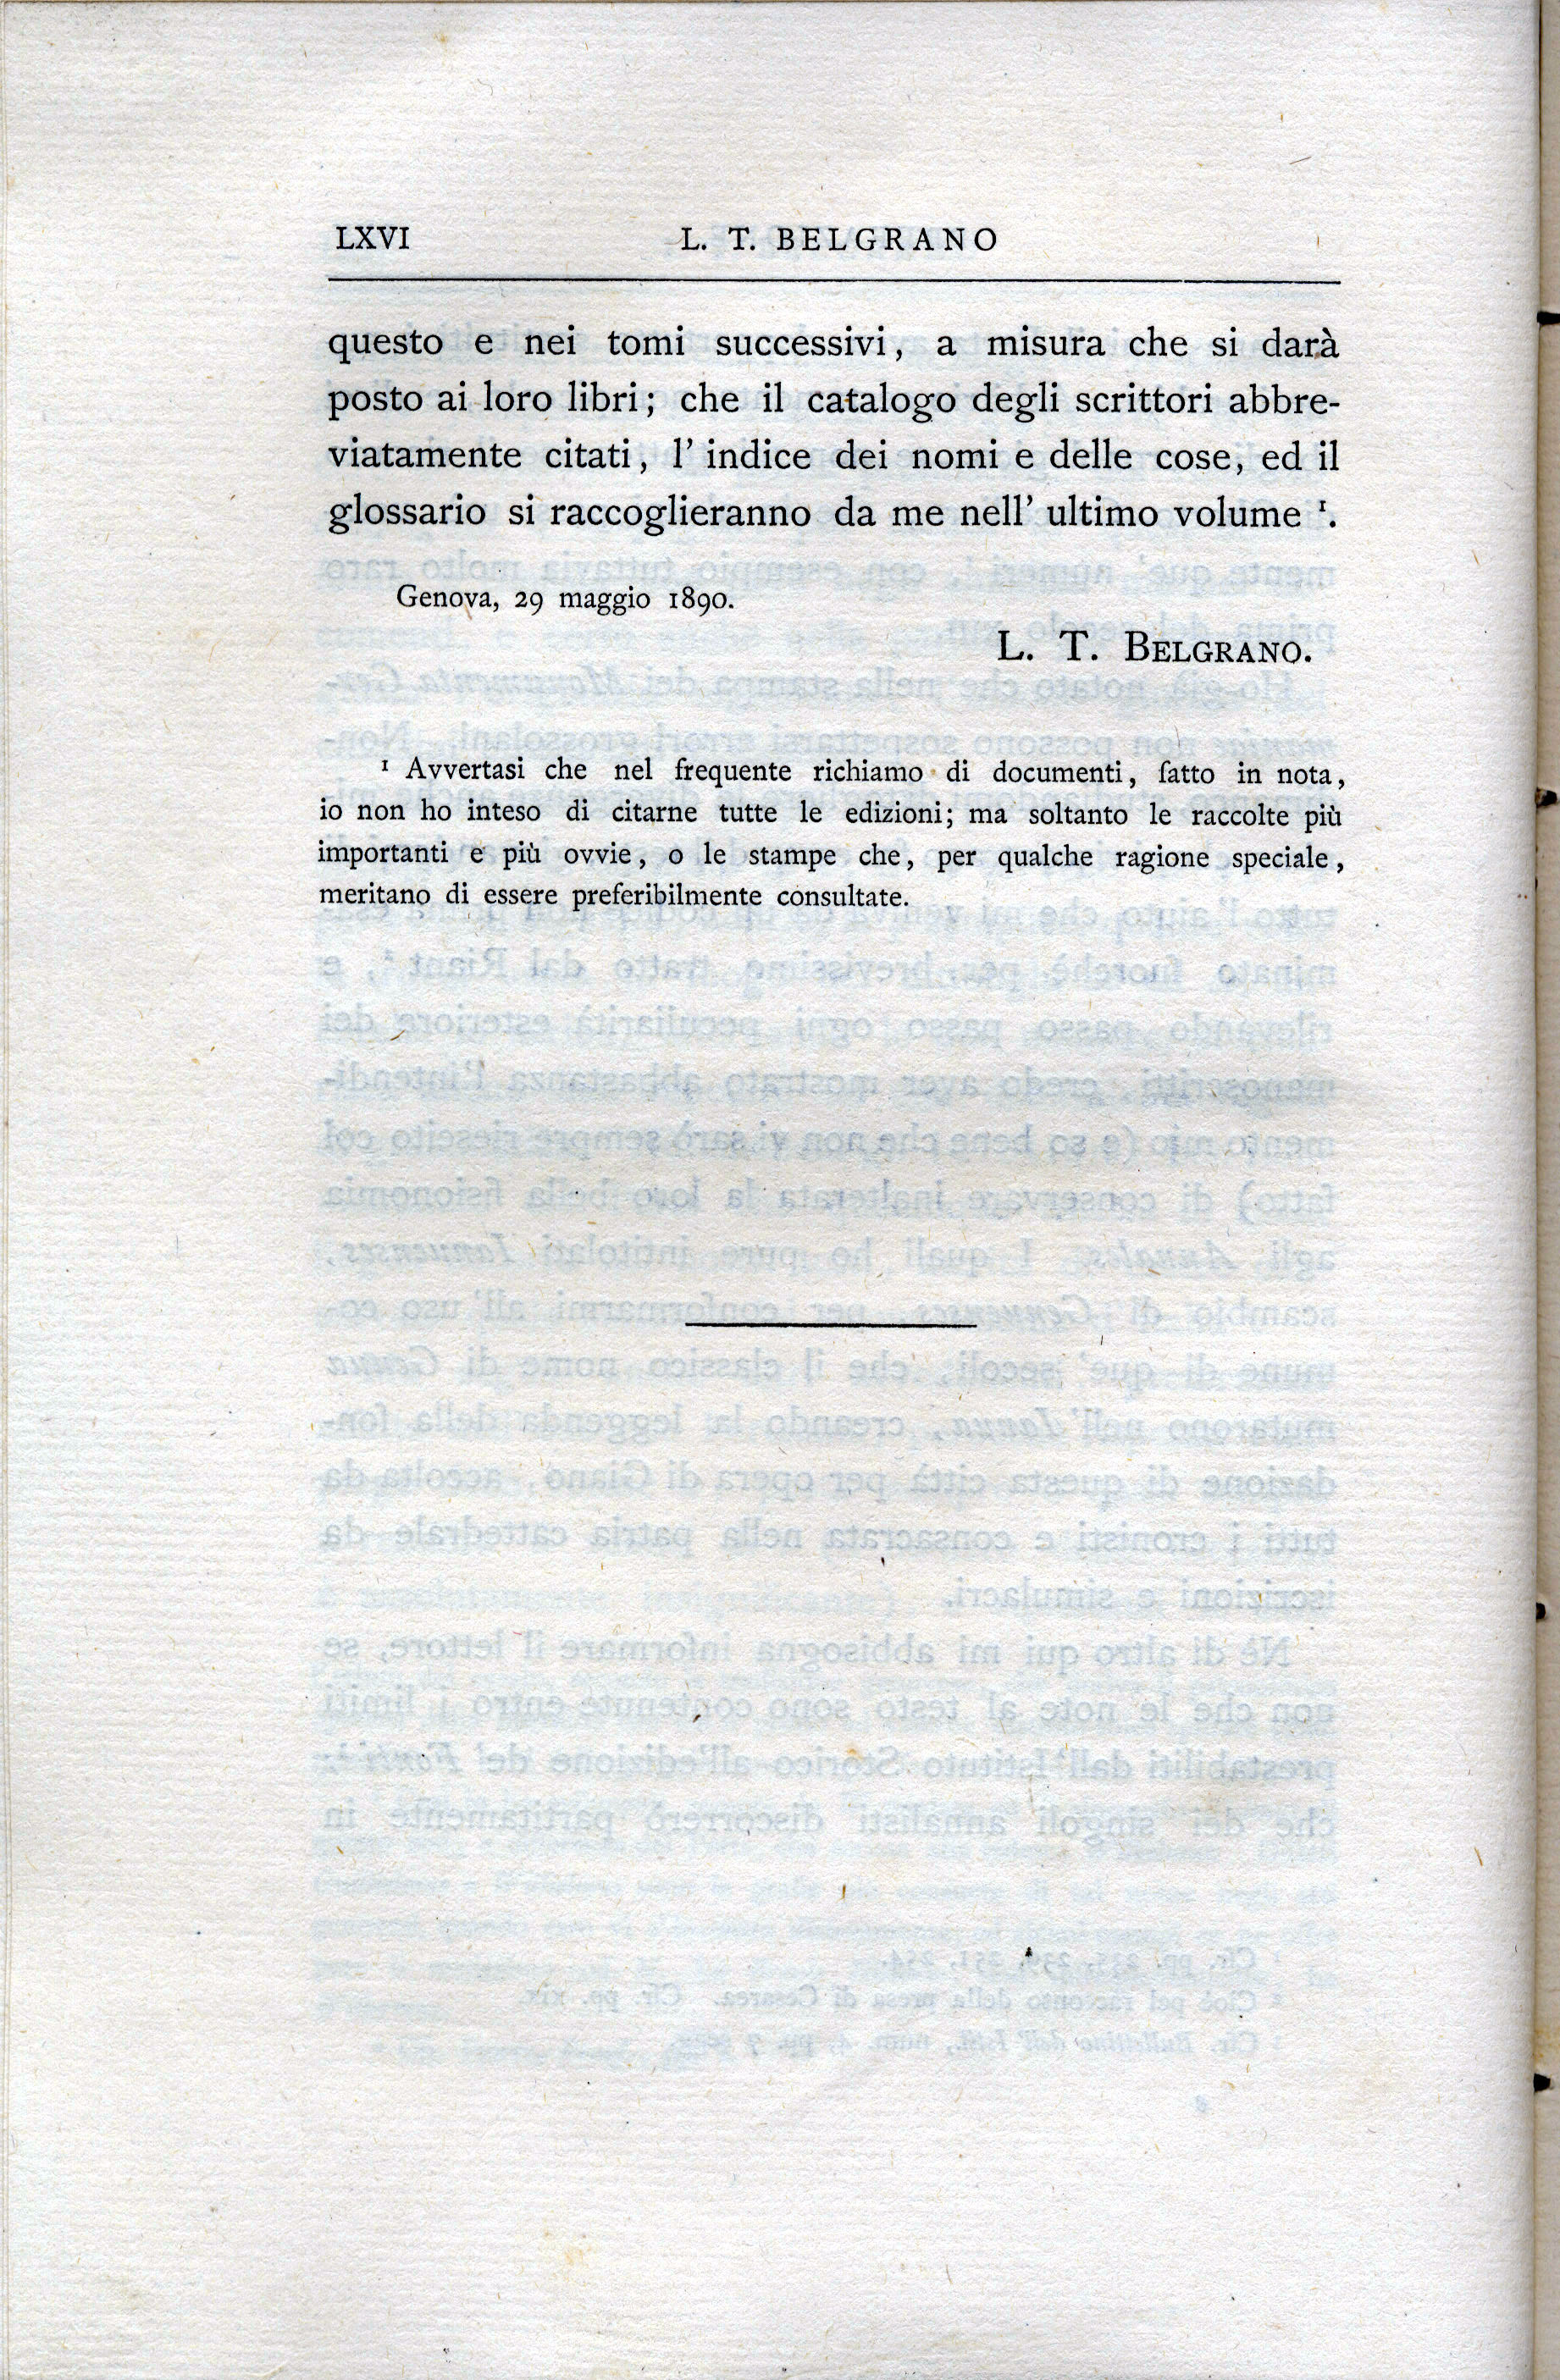 LXVI L. T. BELGRANO
questo e nei tomi successivi, a misura che si darà
posto ai loro libri; che il catalogo degli scrittori abbre-
viatamente citati, l' indice dei nomi e delle cose, ed il
glossario si raccoglieranno da me nell' ultimo volume ¹.
Genova, 29 maggio 1890.
L. T. BELGRANO.
¹ Avvertasi che nel frequente richiamo di documenti, fatto in nota,
io non ho inteso di citarne tutte le edizioni; ma soltanto le raccolte più
importanti e più ovvie, o le stampe che, per qualche ragione speciale,
meritano di essere preferibilmente consultate.